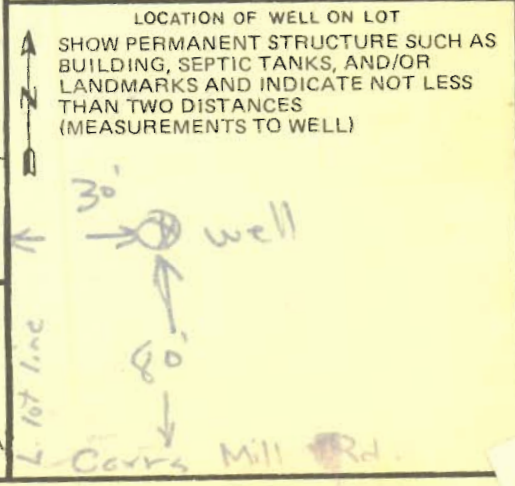 LOCATION OF WELL ON LOT
SHOW PERMANENT STRUCTURE SUCH AS
BUILDING, SEPTIC TANKS, AND/OR
LANDMARKS AND INDICATE NOT LESS
THAN TWO DISTANCES
(MEASUREMENTS TO WELL)
N
30'
well
80'
L. lot line
Carrs Mill Rd.